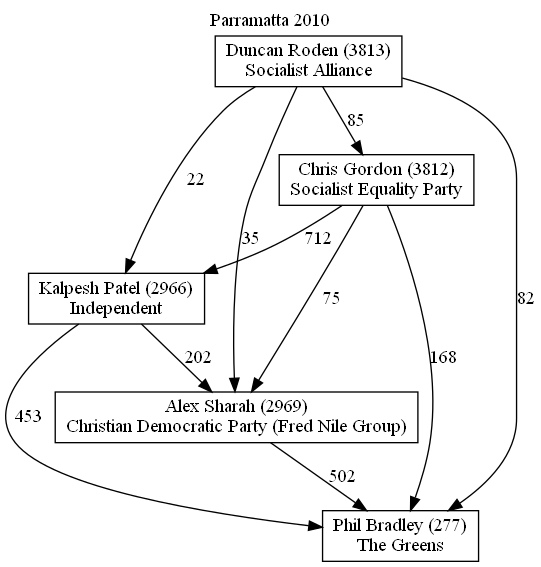 Parramatta 2010
Duncan Roden (3813)
Socialist Alliance
85
Chris Gordon (3812)
Socialist Equality Party
22
35
712
Kalpesh Patel (2966)
Independent
75
82
202
168
Alex Sharah (2969)
Christian Democratic Party (Fred Nile Group)
453
502
Phil Bradley (277)
The Greens